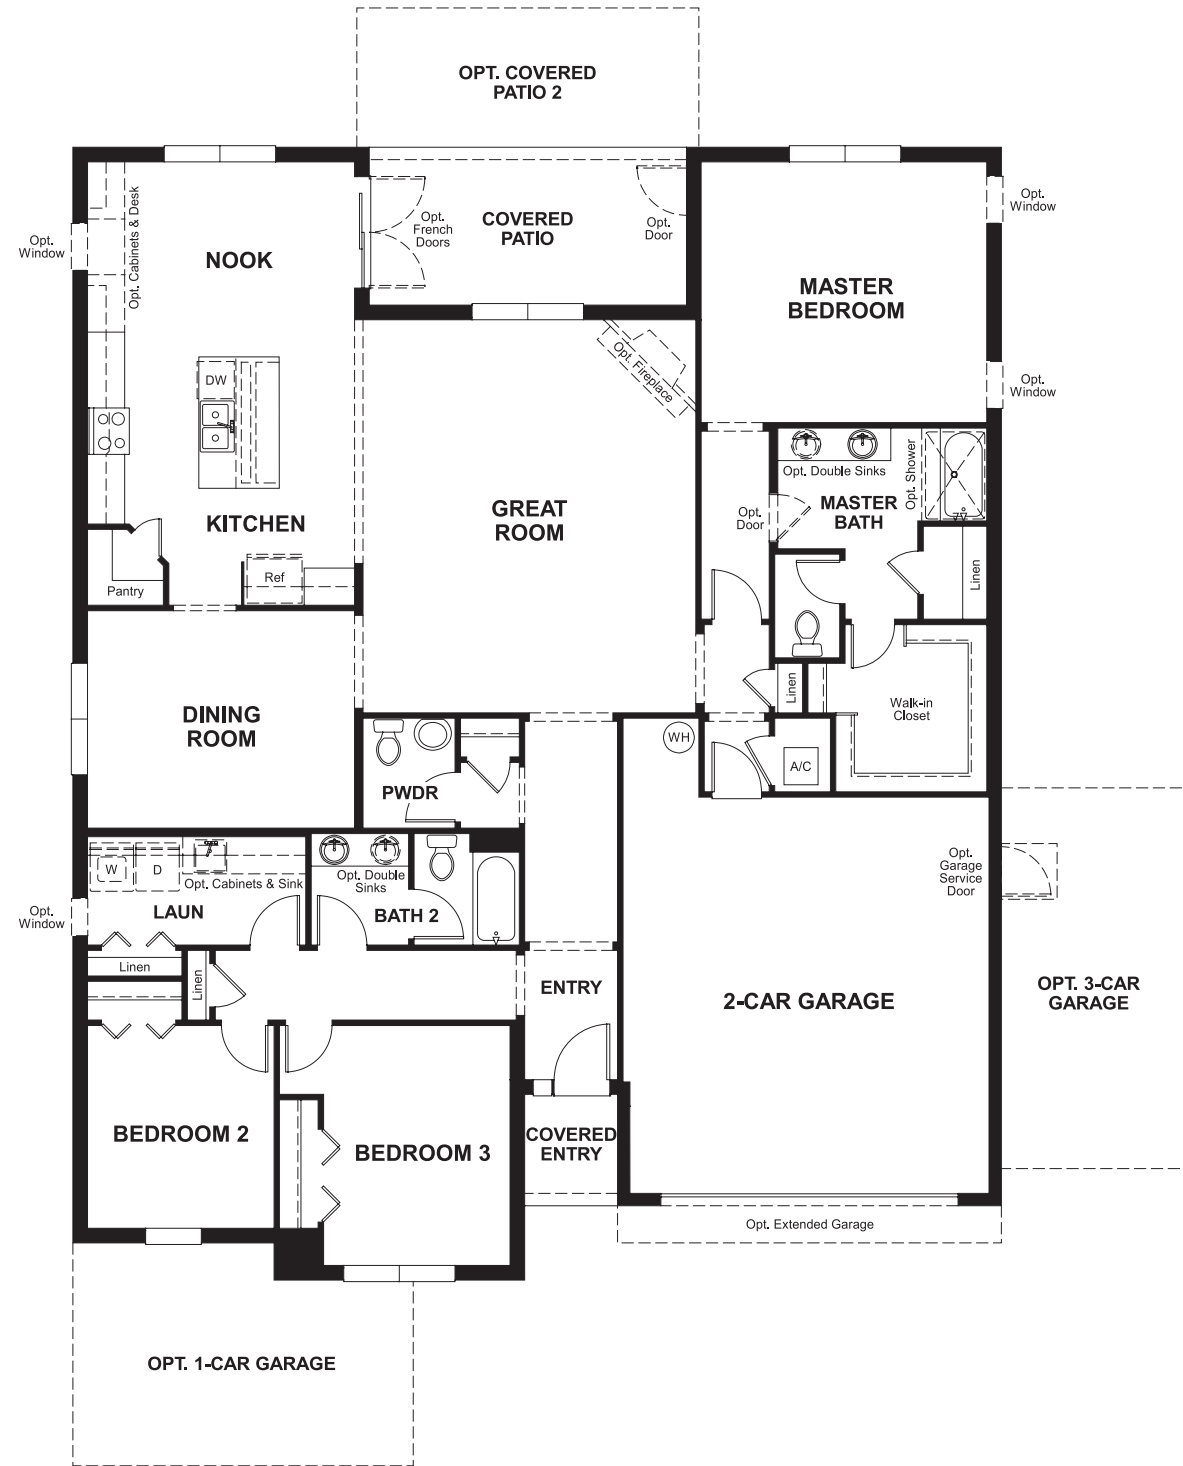 OPT. COVERED
PATIO 2
Opt. Cabinets & Desk
Opt.
Window
NOOK
Opt.
French
Doors
COVERED
PATIO
Opt.
Door
Opt.
Window
MASTER
BEDROOM
Opt. Fireplace
Opt.
Window
DW
KITCHEN
Pantry
Ref
GREAT
ROOM
Opt.
Door
Opt. Double Sinks
Opt. Shower
MASTER
BATH
Linen
Linen
Walk-in
Closet
DINING
ROOM
PWDR
WH
A/C
W
D
Opt. Cabinets & Sink
LAUN
Opt.
Window
Opt. Double
Sinks
BATH 2
Opt.
Garage
Service
Door
Linen
Linen
ENTRY
2-CAR GARAGE
OPT. 3-CAR
GARAGE
BEDROOM 2
BEDROOM 3
COVERED
ENTRY
Opt. Extended Garage
OPT. 1-CAR GARAGE